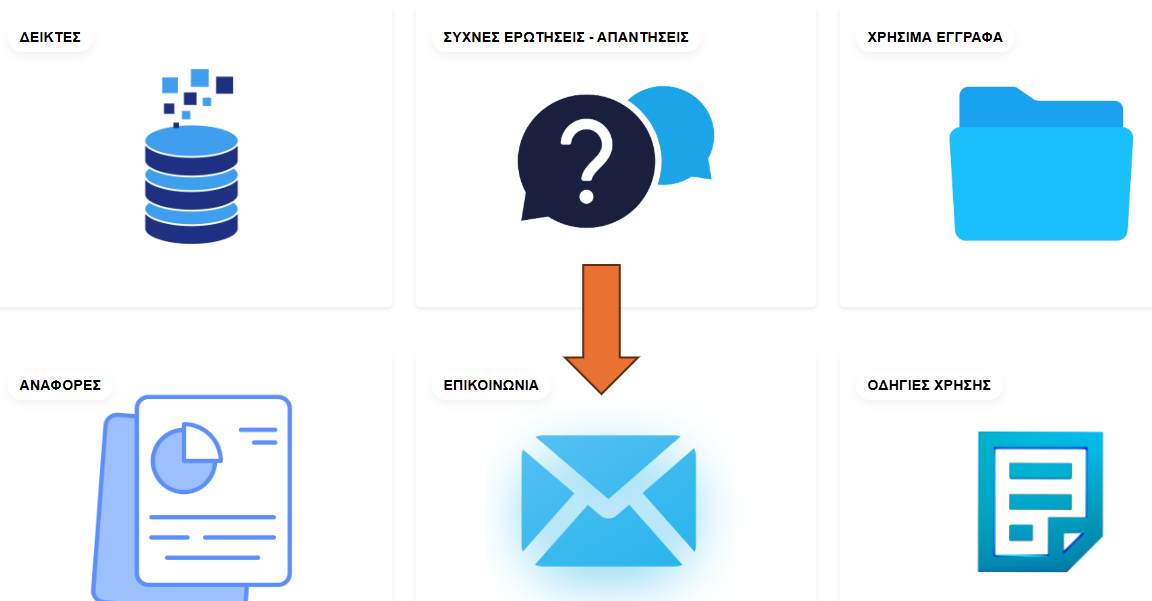 ΔΕΙΚΤΕΣ
ΣΥΧΝΕΣ ΕΡΩΤΗΣΕΙΣ - ΑΠΑΝΤΗΣΕΙΣ
ΧΡΗΣΙΜΑ ΕΓΓΡΑΦΑ
ΑΝΑΦΟΡΕΣ
ΕΠΙΚΟΙΝΩΝΙΑ
ΟΔΗΓΙΕΣ ΧΡΗΣΗΣ